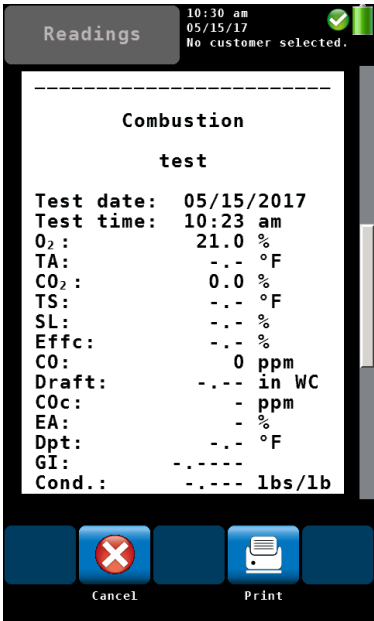 Readings
10:30 am
05/15/17
No customer selected.
------------------------
Combustion
test
Test date: 05/15/2017
Test time: 10:23 am
O₂: 21.0 %
TA: -.- °F
CO₂: 0.0 %
TS: -.- °F
SL: -.- %
Effc: -.- %
CO: 0 ppm
Draft: -.-- in WC
COc: - ppm
EA: - %
Dpt: -.- °F
GI: -.----
Cond.: -.--- lbs/lb
Cancel
Print